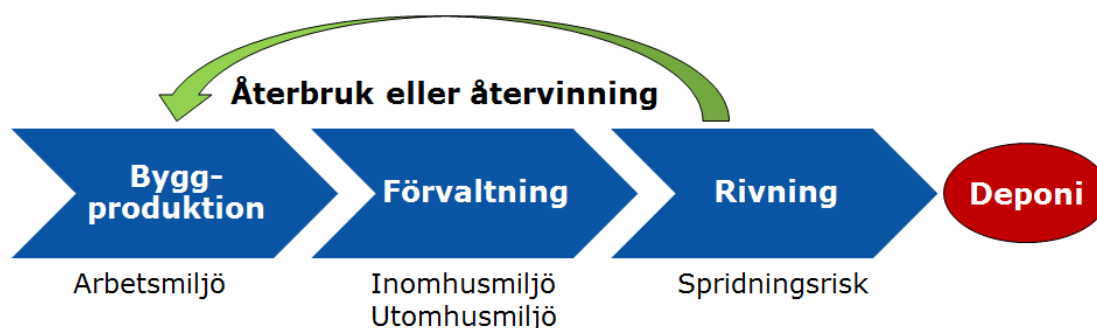 Återbruk eller återvinning
Bygg-
produktion
Förvaltning
Rivning
Deponi
Arbetsmiljö
Inomhusmiljö
Utomhusmiljö
Spridningsrisk